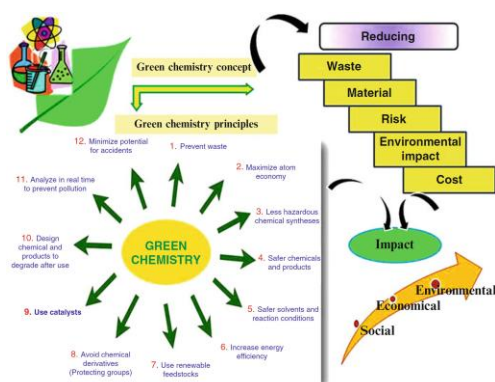 Green chemistry concept
Green chemistry principles
Reducing
Waste
Material
Risk
Environmental
impact
Cost
Impact
Social
Economical
Environmental
GREEN
CHEMISTRY
1. Prevent waste
2. Maximize atom
economy
3. Less hazardous
chemical syntheses
4. Safer chemicals
and products
5. Safer solvents and
reaction conditions
6. Increase energy
efficiency
7. Use renewable
feedstocks
8. Avoid chemical
derivatives
(Protecting groups)
9. Use catalysts
10. Design
chemical and
products to
degrade after use
11. Analyze in real time
to prevent pollution
12. Minimize potential
for accidents